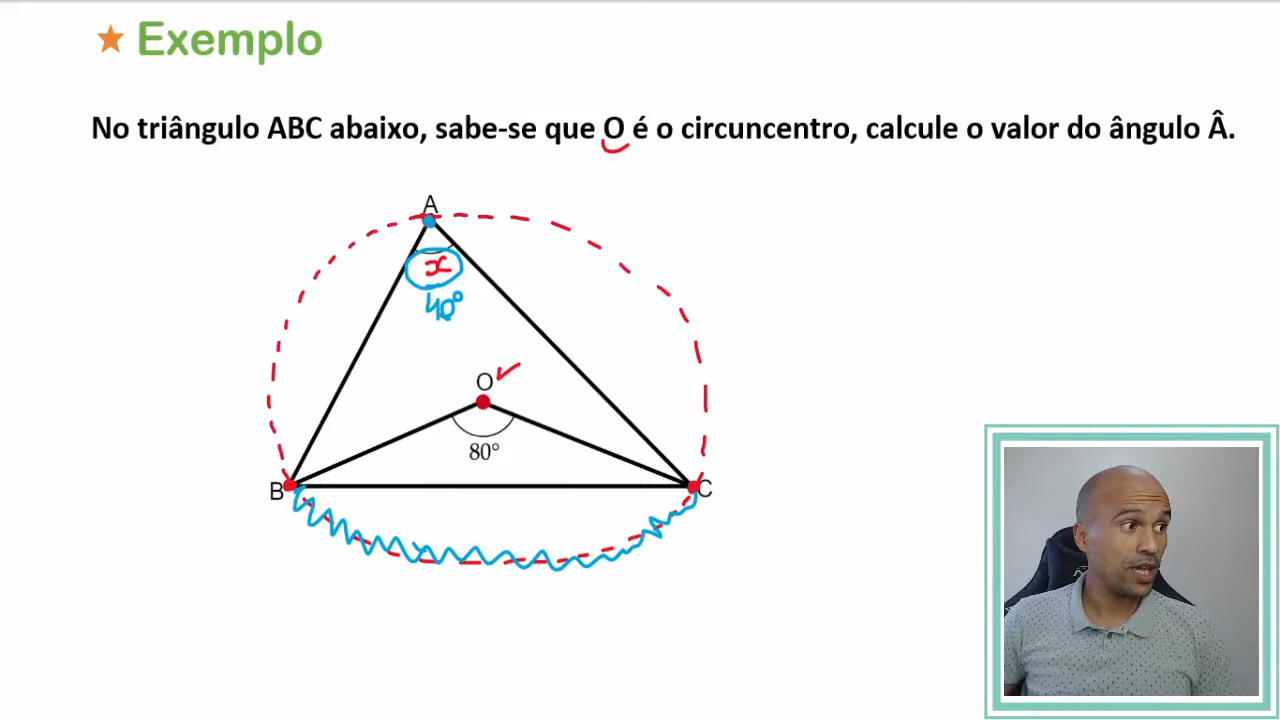 Exemplo
No triângulo ABC abaixo, sabe-se que O é o circuncentro, calcule o valor do ângulo Â.
A
x
40°
O
80°
B
C